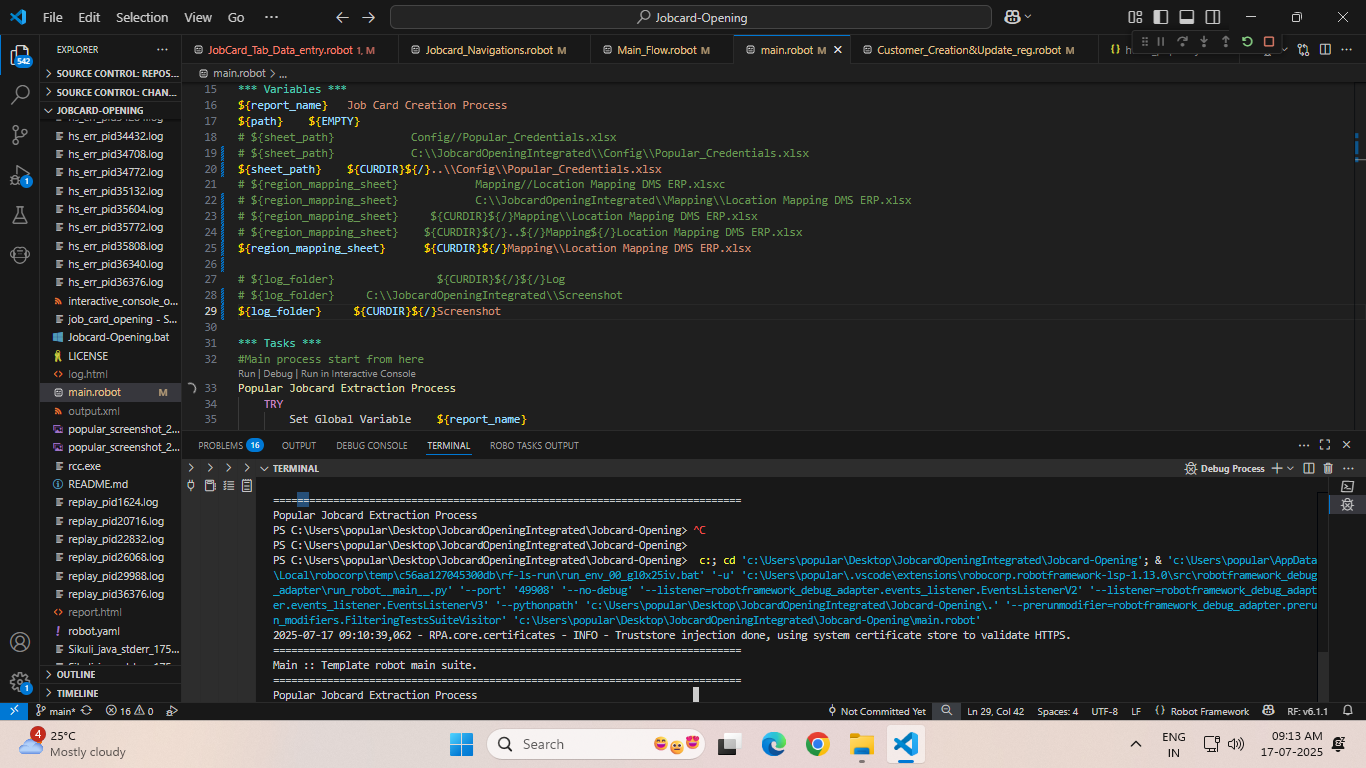 File Edit Selection View Go ···
Jobcard-Opening
EXPLORER
JobCard_Tab_Data_entry.robot 1, M
Jobcard_Navigations.robot M
Main_Flow.robot M
main.robot M
Customer_Creation&Update_reg.robot M
main.robot > ...
542
SOURCE CONTROL: REPOS...
SOURCE CONTROL: CHAN...
JOBCARD-OPENING
hs_err_pid34432.log
hs_err_pid34708.log
hs_err_pid34772.log
hs_err_pid35132.log
hs_err_pid35604.log
hs_err_pid35772.log
hs_err_pid35808.log
hs_err_pid36340.log
hs_err_pid36376.log
interactive_console_o...
job_card_opening - S...
Jobcard-Opening.bat
LICENSE
log.html
main.robot M
output.xml
popular_screenshot_2...
popular_screenshot_2...
rcc.exe
README.md
replay_pid1624.log
replay_pid20716.log
replay_pid22832.log
replay_pid26068.log
replay_pid29988.log
replay_pid36376.log
report.html
robot.yaml
Sikuli_java_stderr_175...
OUTLINE
TIMELINE
1
1
15 *** Variables ***
16 ${report_name} Job Card Creation Process
17 ${path} ${EMPTY}
18 # ${sheet_path} Config//Popular_Credentials.xlsx
19 # ${sheet_path} C:\\JobcardOpeningIntegrated\\Config\\Popular_Credentials.xlsx
20 ${sheet_path} ${CURDIR}${/}..\\Config\\Popular_Credentials.xlsx
21 # ${region_mapping_sheet} Mapping//Location Mapping DMS ERP.xlsxc
22 # ${region_mapping_sheet} C:\\JobcardOpeningIntegrated\\Mapping\\Location Mapping DMS ERP.xlsx
23 # ${region_mapping_sheet} ${CURDIR}${/}Mapping\\Location Mapping DMS ERP.xlsx
24 # ${region_mapping_sheet} ${CURDIR}${/}..${/}Mapping${/}Location Mapping DMS ERP.xlsx
25 ${region_mapping_sheet} ${CURDIR}${/}Mapping\\Location Mapping DMS ERP.xlsx
26
27 # ${log_folder} ${CURDIR}${/}${/}Log
28 # ${log_folder} C:\\JobcardOpeningIntegrated\\Screenshot
29 ${log_folder} ${CURDIR}${/}Screenshot
30
31 *** Tasks ***
32 #Main process start from here
Run | Debug | Run in Interactive Console
33 Popular Jobcard Extraction Process
34 TRY
35 Set Global Variable ${report_name}
PROBLEMS 16 OUTPUT DEBUG CONSOLE TERMINAL ROBO TASKS OUTPUT
TERMINAL
Debug Process
==============================================================================
Popular Jobcard Extraction Process
PS C:\Users\popular\Desktop\JobcardOpeningIntegrated\Jobcard-Opening> ^C
PS C:\Users\popular\Desktop\JobcardOpeningIntegrated\Jobcard-Opening>
PS C:\Users\popular\Desktop\JobcardOpeningIntegrated\Jobcard-Opening> c:; cd 'c:\Users\popular\Desktop\JobcardOpeningIntegrated\Jobcard-Opening'; & 'c:\Users\popular\AppData
\Local\robocorp\temp\c56aa127045300db\rf-ls-run\run_env_00_gl0x25iv.bat' '-u' 'c:\Users\popular\.vscode\extensions\robocorp.robotframework-lsp-1.13.0\src\robotframework_debug
_adapter\run_robot__main__.py' '--port' '49908' '--no-debug' '--listener=robotframework_debug_adapter.events_listener.EventsListenerV2' '--listener=robotframework_debug_adapt
er.events_listener.EventsListenerV3' '--pythonpath' 'c:\Users\popular\Desktop\JobcardOpeningIntegrated\Jobcard-Opening\.' '--prerunmodifier=robotframework_debug_adapter.preru
n_modifiers.FilteringTestsSuiteVisitor' 'c:\Users\popular\Desktop\JobcardOpeningIntegrated\Jobcard-Opening\main.robot'
2025-07-17 09:10:39,062 - RPA.core.certificates - INFO - Truststore injection done, using system certificate store to validate HTTPS.
==============================================================================
Main :: Template robot main suite.
==============================================================================
Popular Jobcard Extraction Process
main* 16 0
Not Committed Yet
Ln 29, Col 42 Spaces: 4 UTF-8 LF Robot Framework RF: v6.1.1
4
25°C
Mostly cloudy
Search
ENG
IN
09:13 AM
17-07-2025